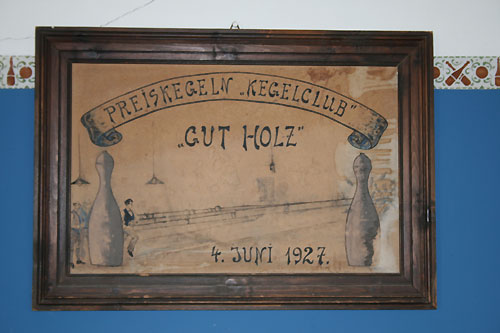 PREISKEGELN „KEGELCLUB"
„GUT HOLZ"
4. JUNI 1927.